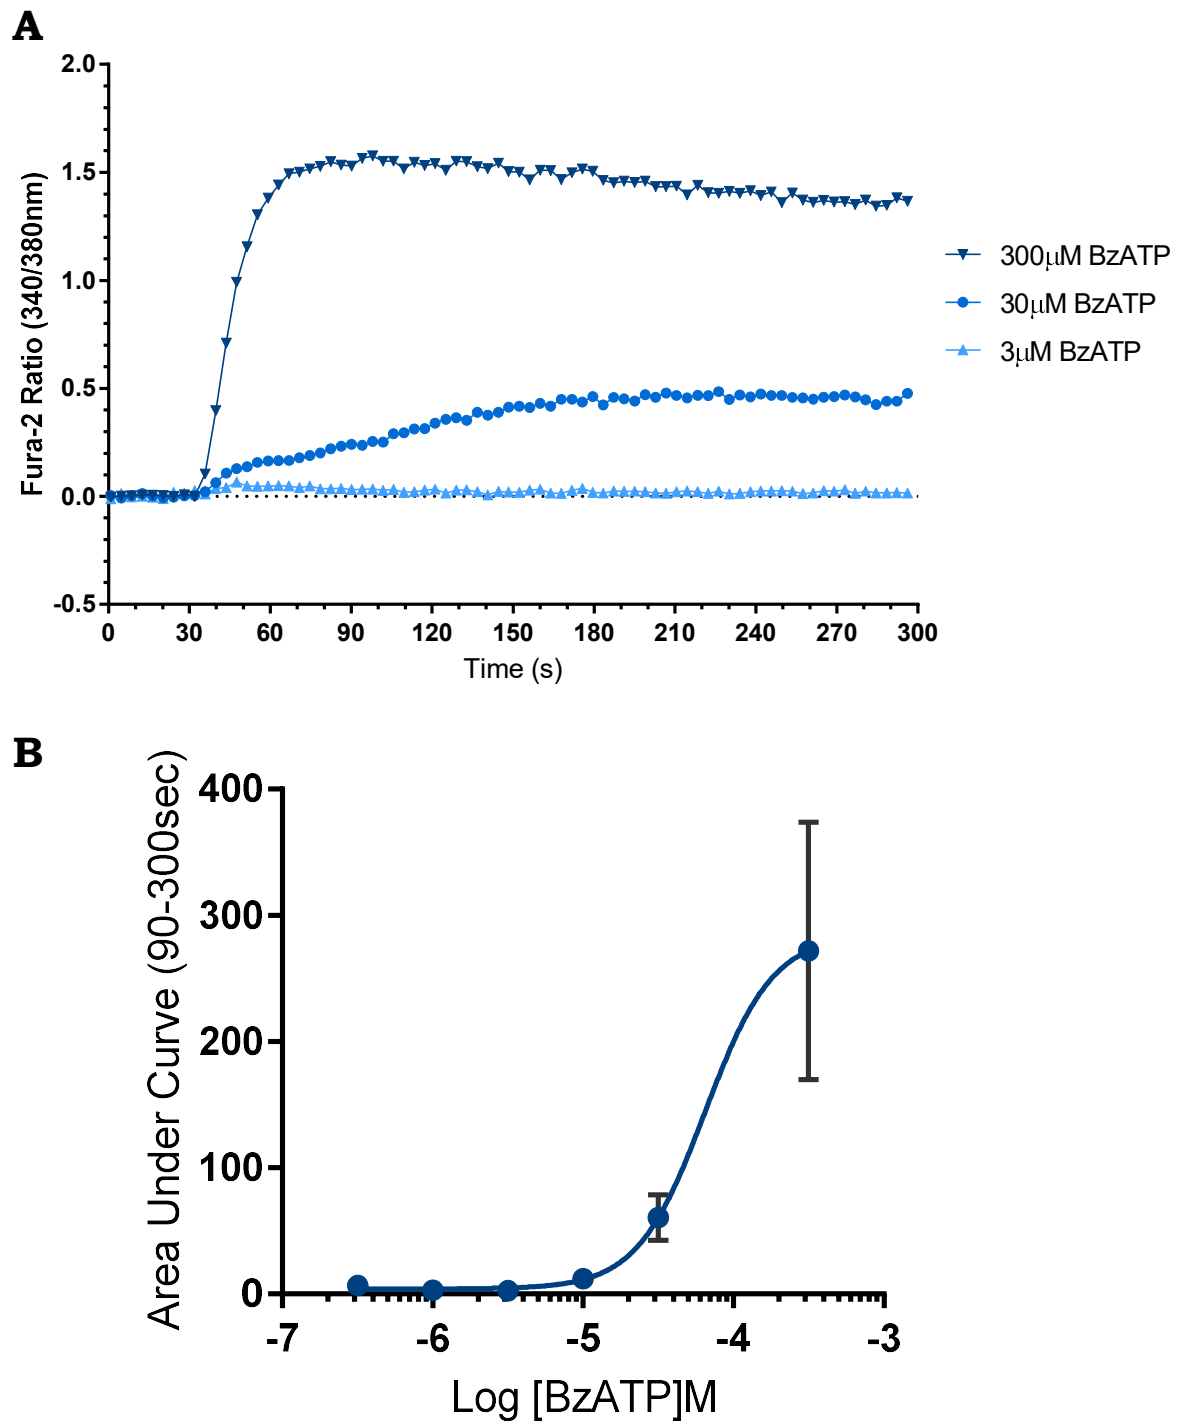 A
2.0
1.5
1.0
0.5
0.0
-0.5
Fura-2 Ratio (340/380nm)
0 30 60 90 120 150 180 210 240 270 300
Time (s)
300μM BzATP
30μM BzATP
3μM BzATP
B
400
300
200
100
0
Area Under Curve (90-300sec)
-7 -6 -5 -4 -3
Log [BzATP]M